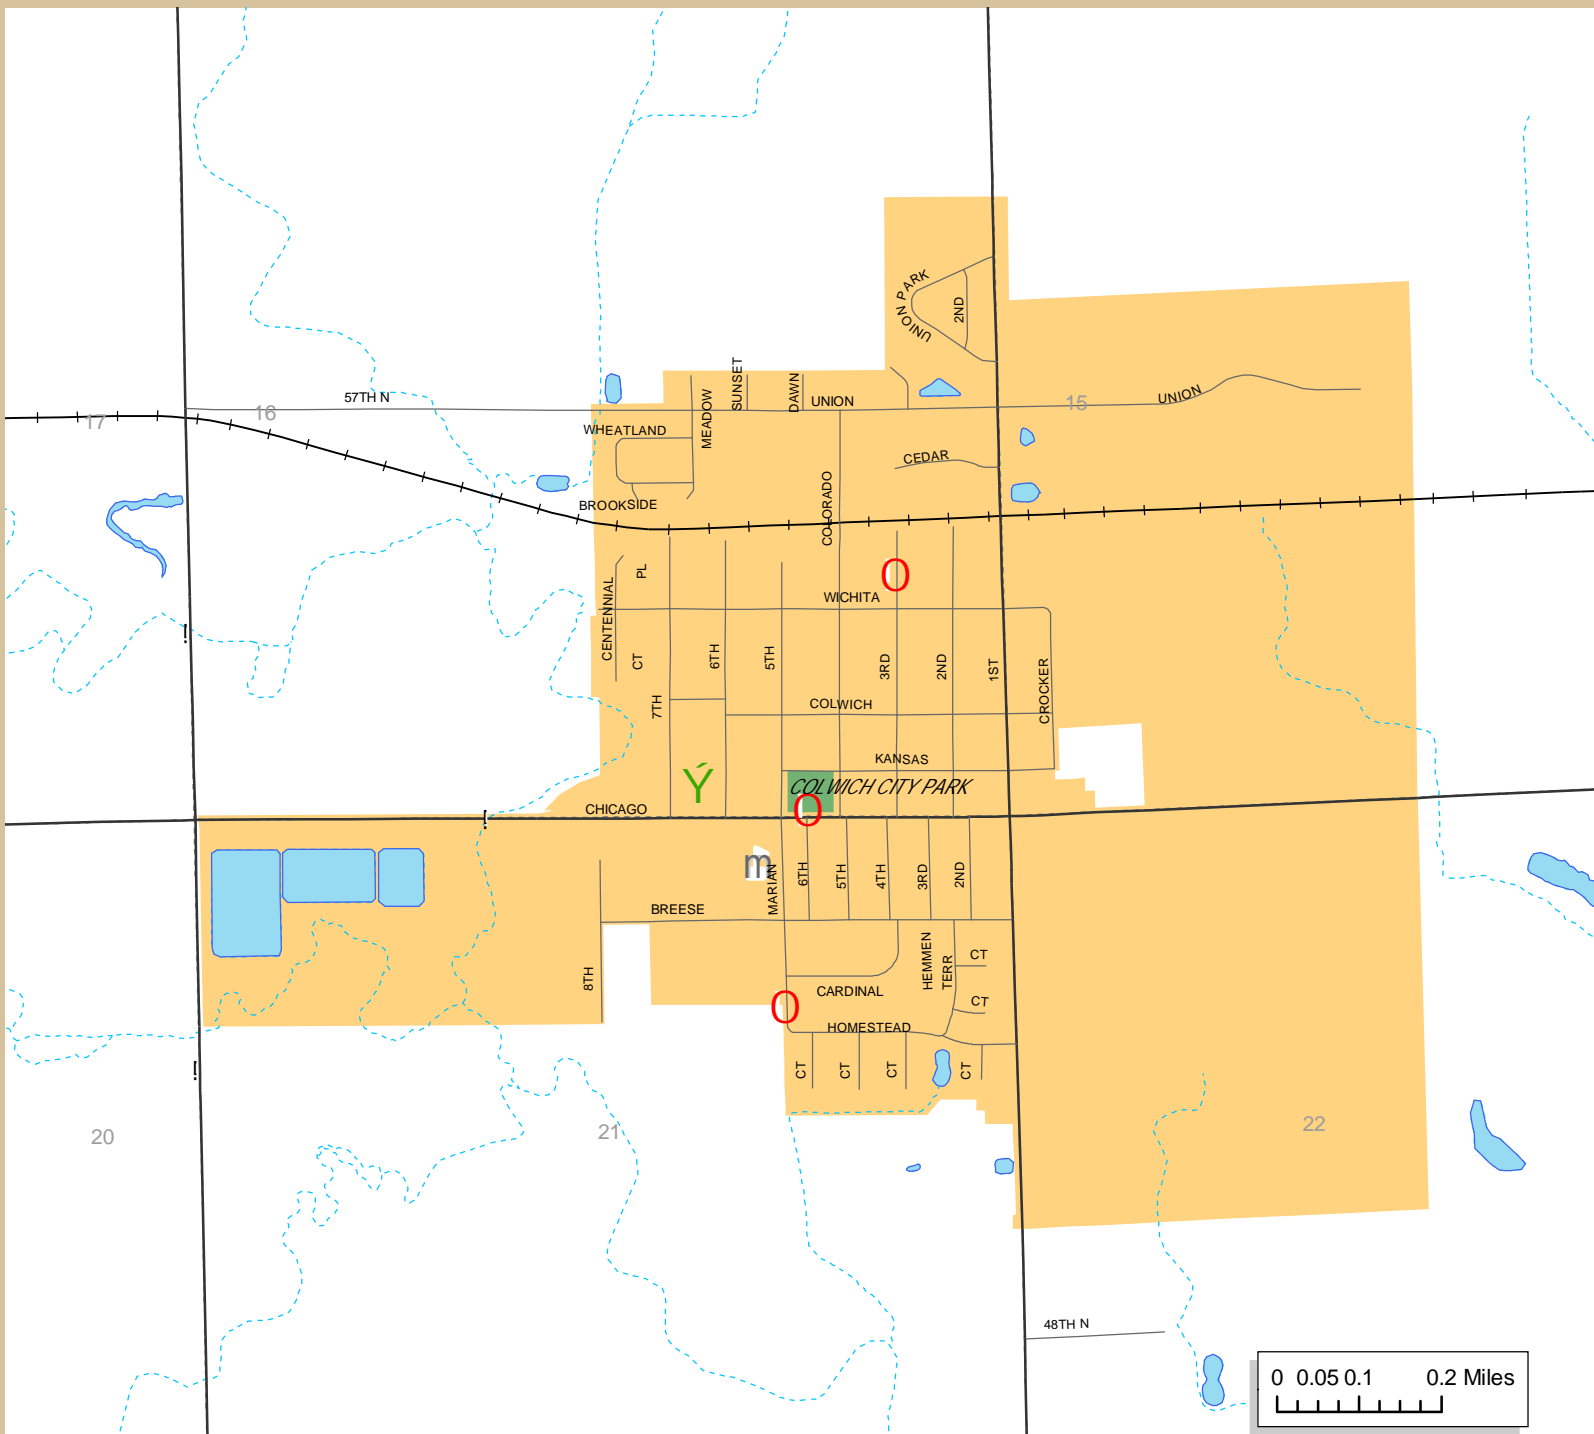 UNION PARK
2ND
SUNSET
DAWN
MEADOW
57TH N
UNION
UNION
15
16
17
WHEATLAND
CEDAR
COLORADO
BROOKSIDE
PL
O
CENTENNIAL
WICHITA
!
CT
6TH
5TH
3RD
2ND
1ST
CROCKER
7TH
COLWICH
KANSAS
Ý
COLWICH CITY PARK
O
CHICAGO
!
m
MARIAN
6TH
5TH
4TH
3RD
2ND
BREESE
8TH
HEMMEN
TERR
CT
CARDINAL
CT
O
HOMESTEAD
CT
CT
CT
CT
!
20
21
22
48TH N
0 0.05 0.1 0.2 Miles